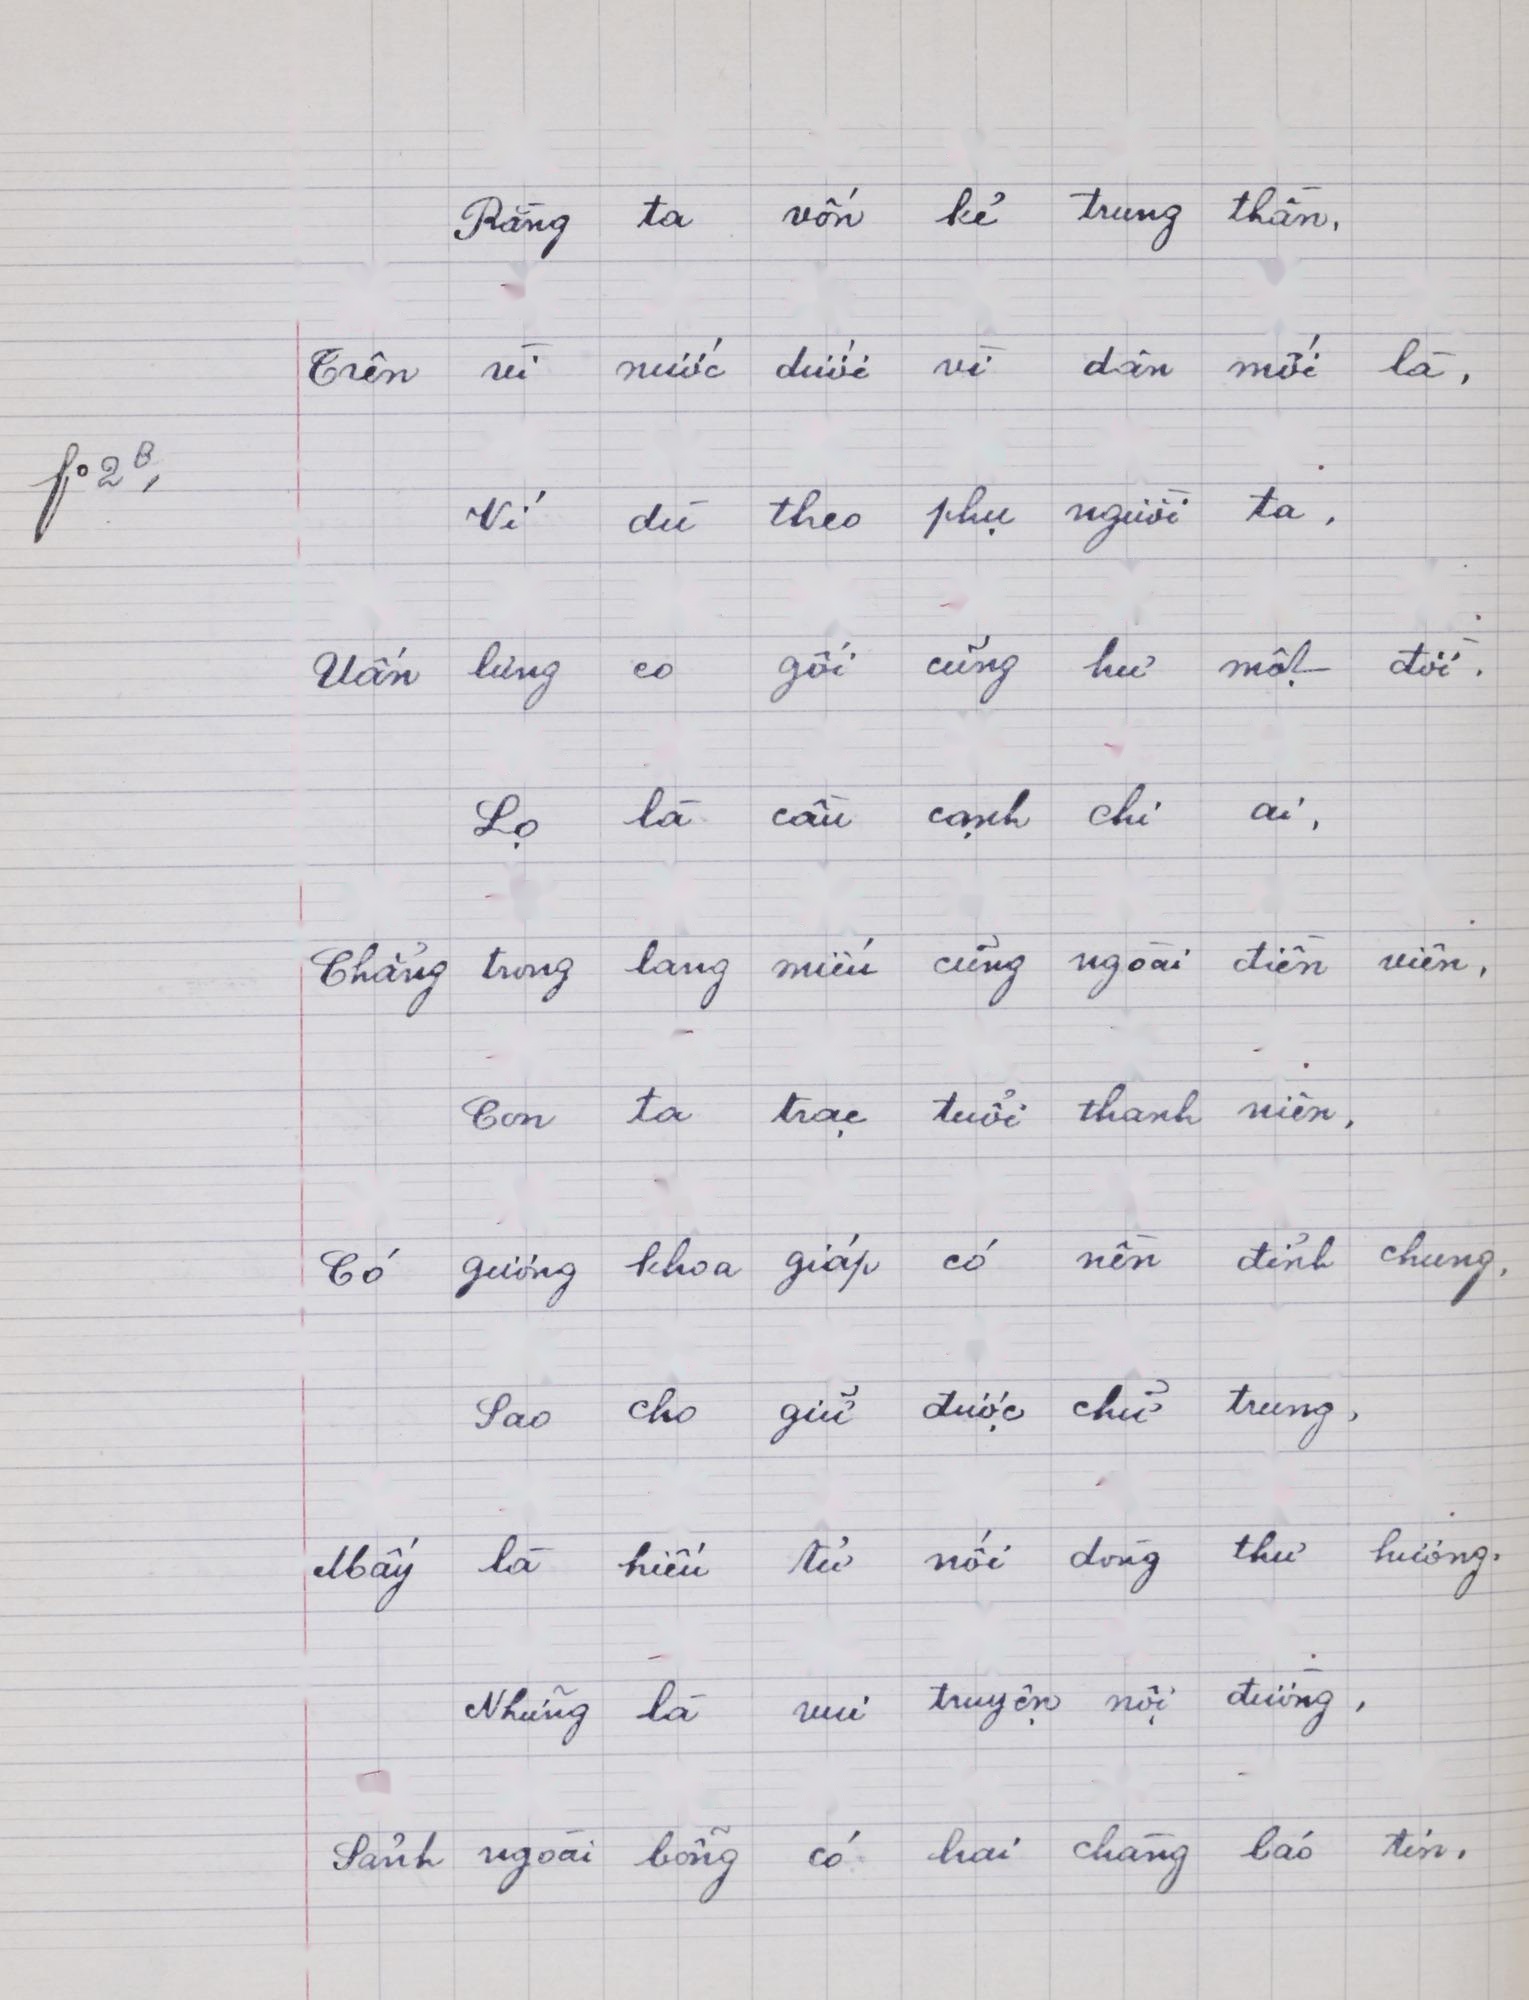 Rằng ta vốn kẻ trung thần,
Trên vì nước dưới vì dân mới là,
fº 2B,
Ví dù theo phụ người ta,
Uấn lưng co gối cũng hư một đời.
Lọ là cầu cạnh chi ai,
Chẳng trong lang miếu cũng ngoài điền viên,
Con ta trạc tuổi thanh niên,
Có gương khoa giáp có nền đỉnh chung,
Sao cho giữ được chữ trung,
Mấy là hiếu tử nối dòng thư hương.
Những là vui truyện nội đường,
Sảnh ngoài bỗng có hai chàng báo tin.